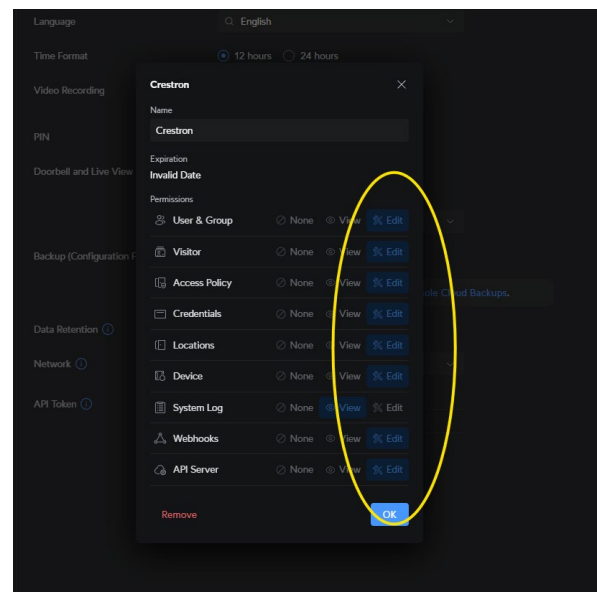 Language English
Time Format 12 hours 24 hours
Video Recording
PIN
Doorbell and Live View
Backup (Configuration F
Cloud Backups.
Data Retention
Network
API Token
Crestron
Name
Crestron
Expiration
Invalid Date
Permissions
User & Group None View Edit
Visitor None View Edit
Access Policy None View Edit
Credentials None View Edit
Locations None View Edit
Device None View Edit
System Log None View Edit
Webhooks None View Edit
API Server None View Edit
Remove OK